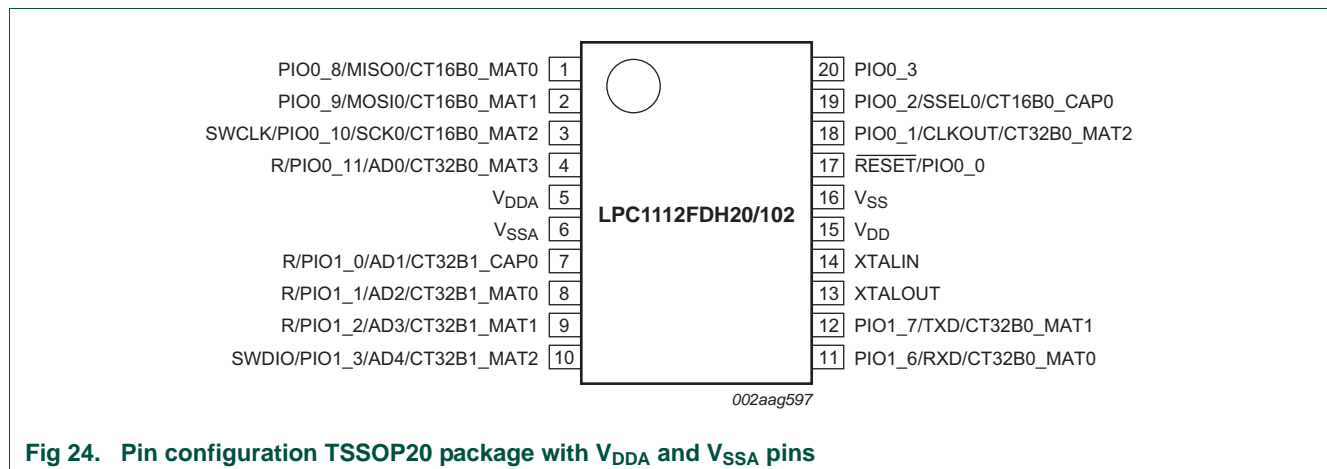 PIO0_8/MISO0/CT16B0_MAT0 1
PIO0_9/MOSI0/CT16B0_MAT1 2
SWCLK/PIO0_10/SCK0/CT16B0_MAT2 3
R/PIO0_11/AD0/CT32B0_MAT3 4
VDDA 5
VSSA 6
R/PIO1_0/AD1/CT32B1_CAP0 7
R/PIO1_1/AD2/CT32B1_MAT0 8
R/PIO1_2/AD3/CT32B1_MAT1 9
SWDIO/PIO1_3/AD4/CT32B1_MAT2 10
LPC1112FDH20/102
20 PIO0_3
19 PIO0_2/SSEL0/CT16B0_CAP0
18 PIO0_1/CLKOUT/CT32B0_MAT2
17 RESET/PIO0_0
16 VSS
15 VDD
14 XTALIN
13 XTALOUT
12 PIO1_7/TXD/CT32B0_MAT1
11 PIO1_6/RXD/CT32B0_MAT0
002aag597
Fig 24. Pin configuration TSSOP20 package with VDDA and VSSA pins